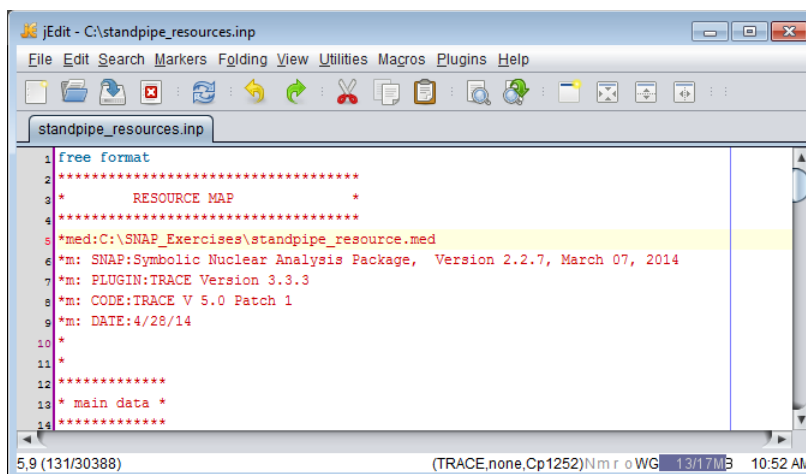 jEdit - C:\standpipe_resources.inp
File Edit Search Markers Folding View Utilities Macros Plugins Help
standpipe_resources.inp
1 free format
2 ************************************
3 * RESOURCE MAP *
4 ************************************
5 *med:C:\SNAP_Exercises\standpipe_resource.med
6 *m: SNAP:Symbolic Nuclear Analysis Package, Version 2.2.7, March 07, 2014
7 *m: PLUGIN:TRACE Version 3.3.3
8 *m: CODE:TRACE V 5.0 Patch 1
9 *m: DATE:4/28/14
10 *
11 *
12 *************
13 * main data *
14 *************
5,9 (131/30388) (TRACE,none,Cp1252)N m r o WG 13/17MB 10:52 AM